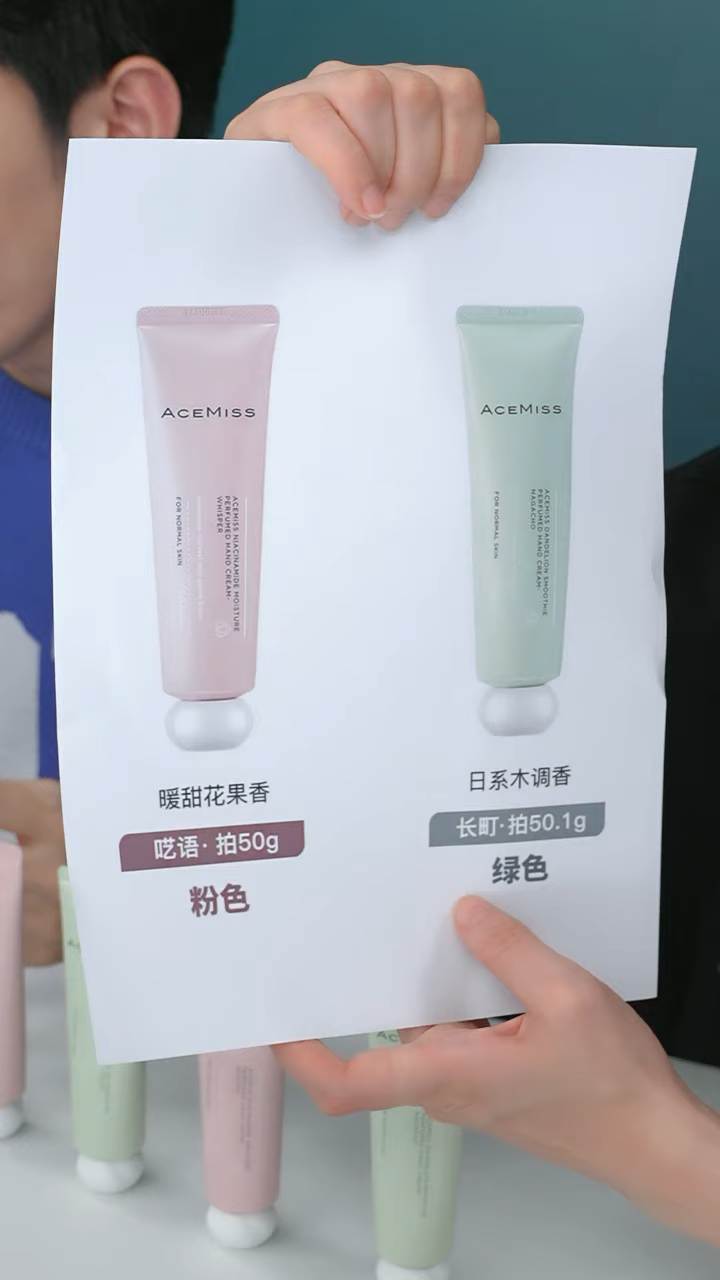 ACEMISS
ACEMISS NIACINAMIDE MOISTURE
PERFUMED HAND CREAM-
WHISPER
FOR NORMAL SKIN
暖甜花果香
呓语·拍50g
粉色
ACEMISS
ACEMISS DANDELION SMOOTHIE
PERFUMED HAND CREAM-
NAGACHO
FOR NORMAL SKIN
日系木调香
长町·拍50.1g
绿色